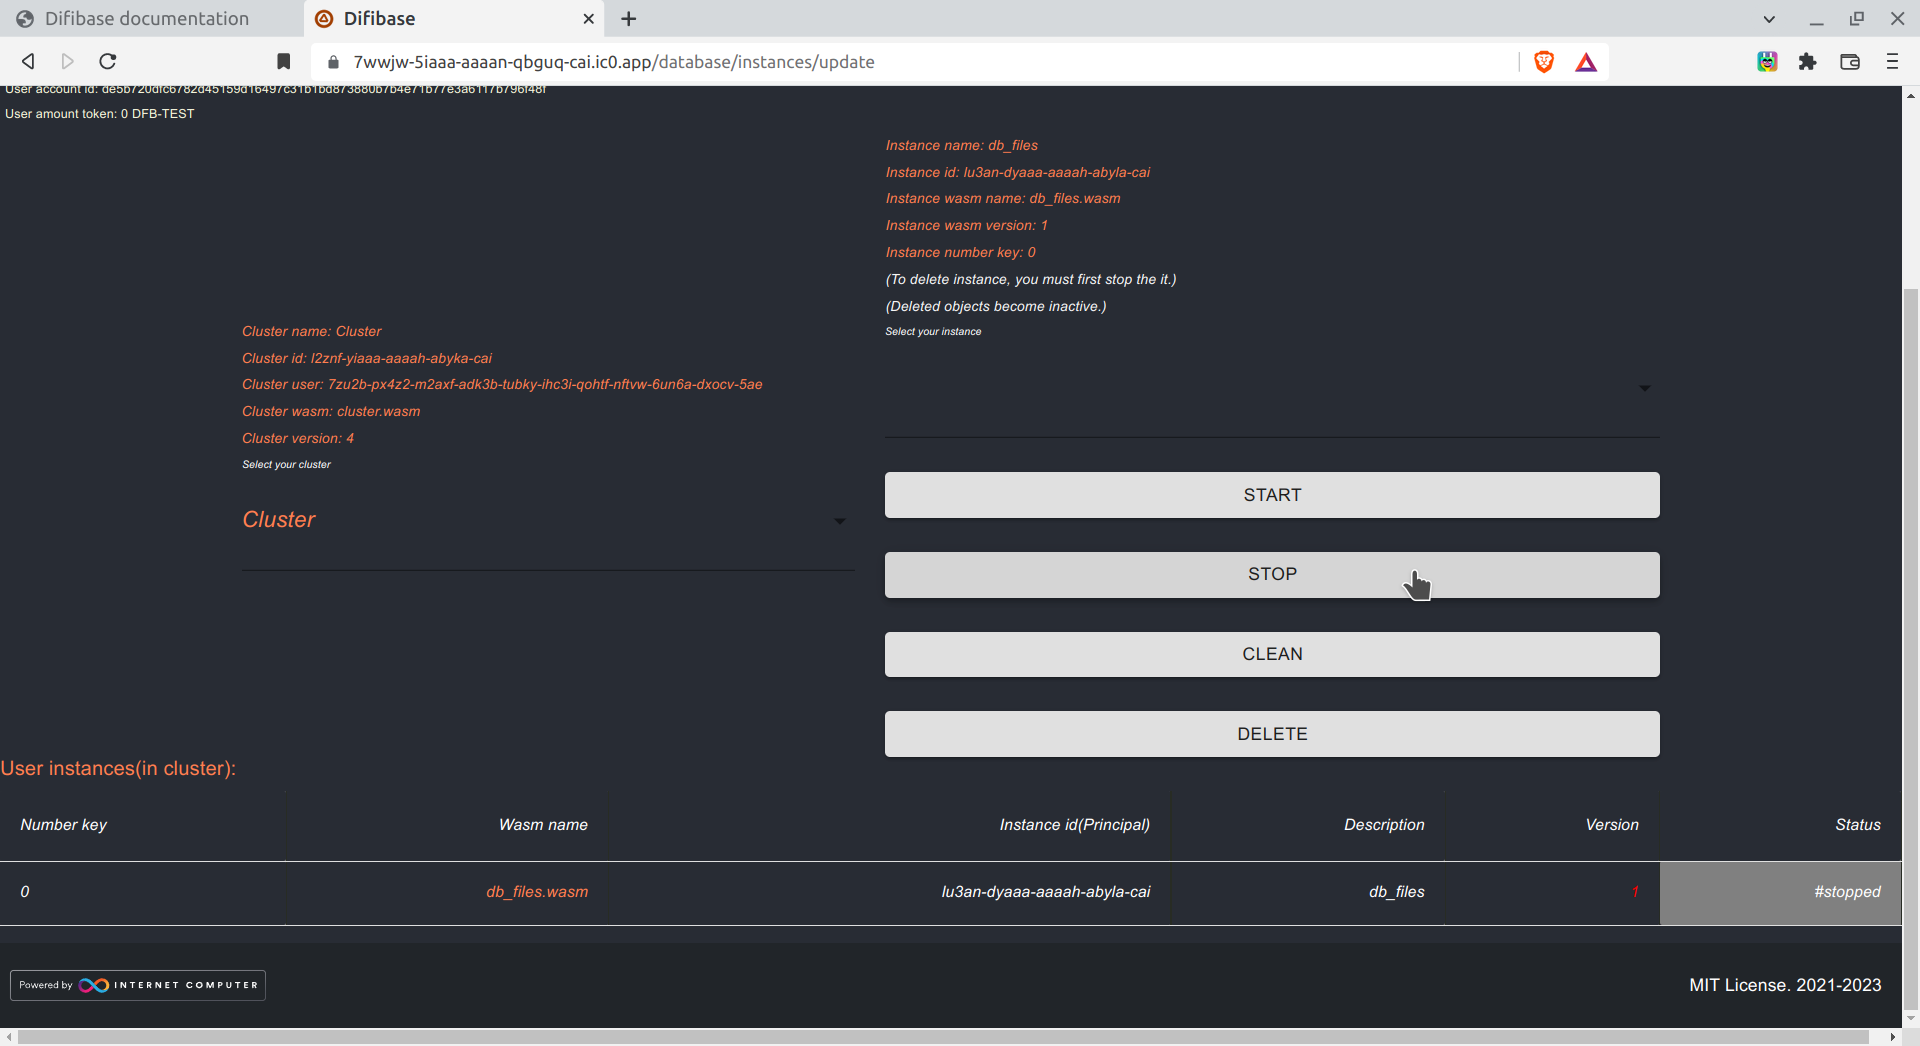 Difibase documentation
Difibase
7wwjw-5iaaa-aaaan-qbguq-cai.ic0.app/database/instances/update
User account id: de5b720dfc6782d45159d16497c31b1bd873880b7b4e71b77e3a6117b796f48f
User amount token: 0 DFB-TEST
Instance name: db_files
Instance id: lu3an-dyaaa-aaaah-abyla-cai
Instance wasm name: db_files.wasm
Instance wasm version: 1
Instance number key: 0
(To delete instance, you must first stop the it.)
(Deleted objects become inactive.)
Select your instance
Cluster name: Cluster
Cluster id: l2znf-yiaaa-aaaah-abyka-cai
Cluster user: 7zu2b-px4z2-m2axf-adk3b-tubky-ihc3i-qohtf-nftvw-6un6a-dxocv-5ae
Cluster wasm: cluster.wasm
Cluster version: 4
Select your cluster
Cluster
START
STOP
CLEAN
DELETE
User instances(in cluster):
Number key Wasm name Instance id(Principal) Description Version Status
0 db_files.wasm lu3an-dyaaa-aaaah-abyla-cai db_files 1 #stopped
Powered by INTERNET COMPUTER
MIT License. 2021-2023